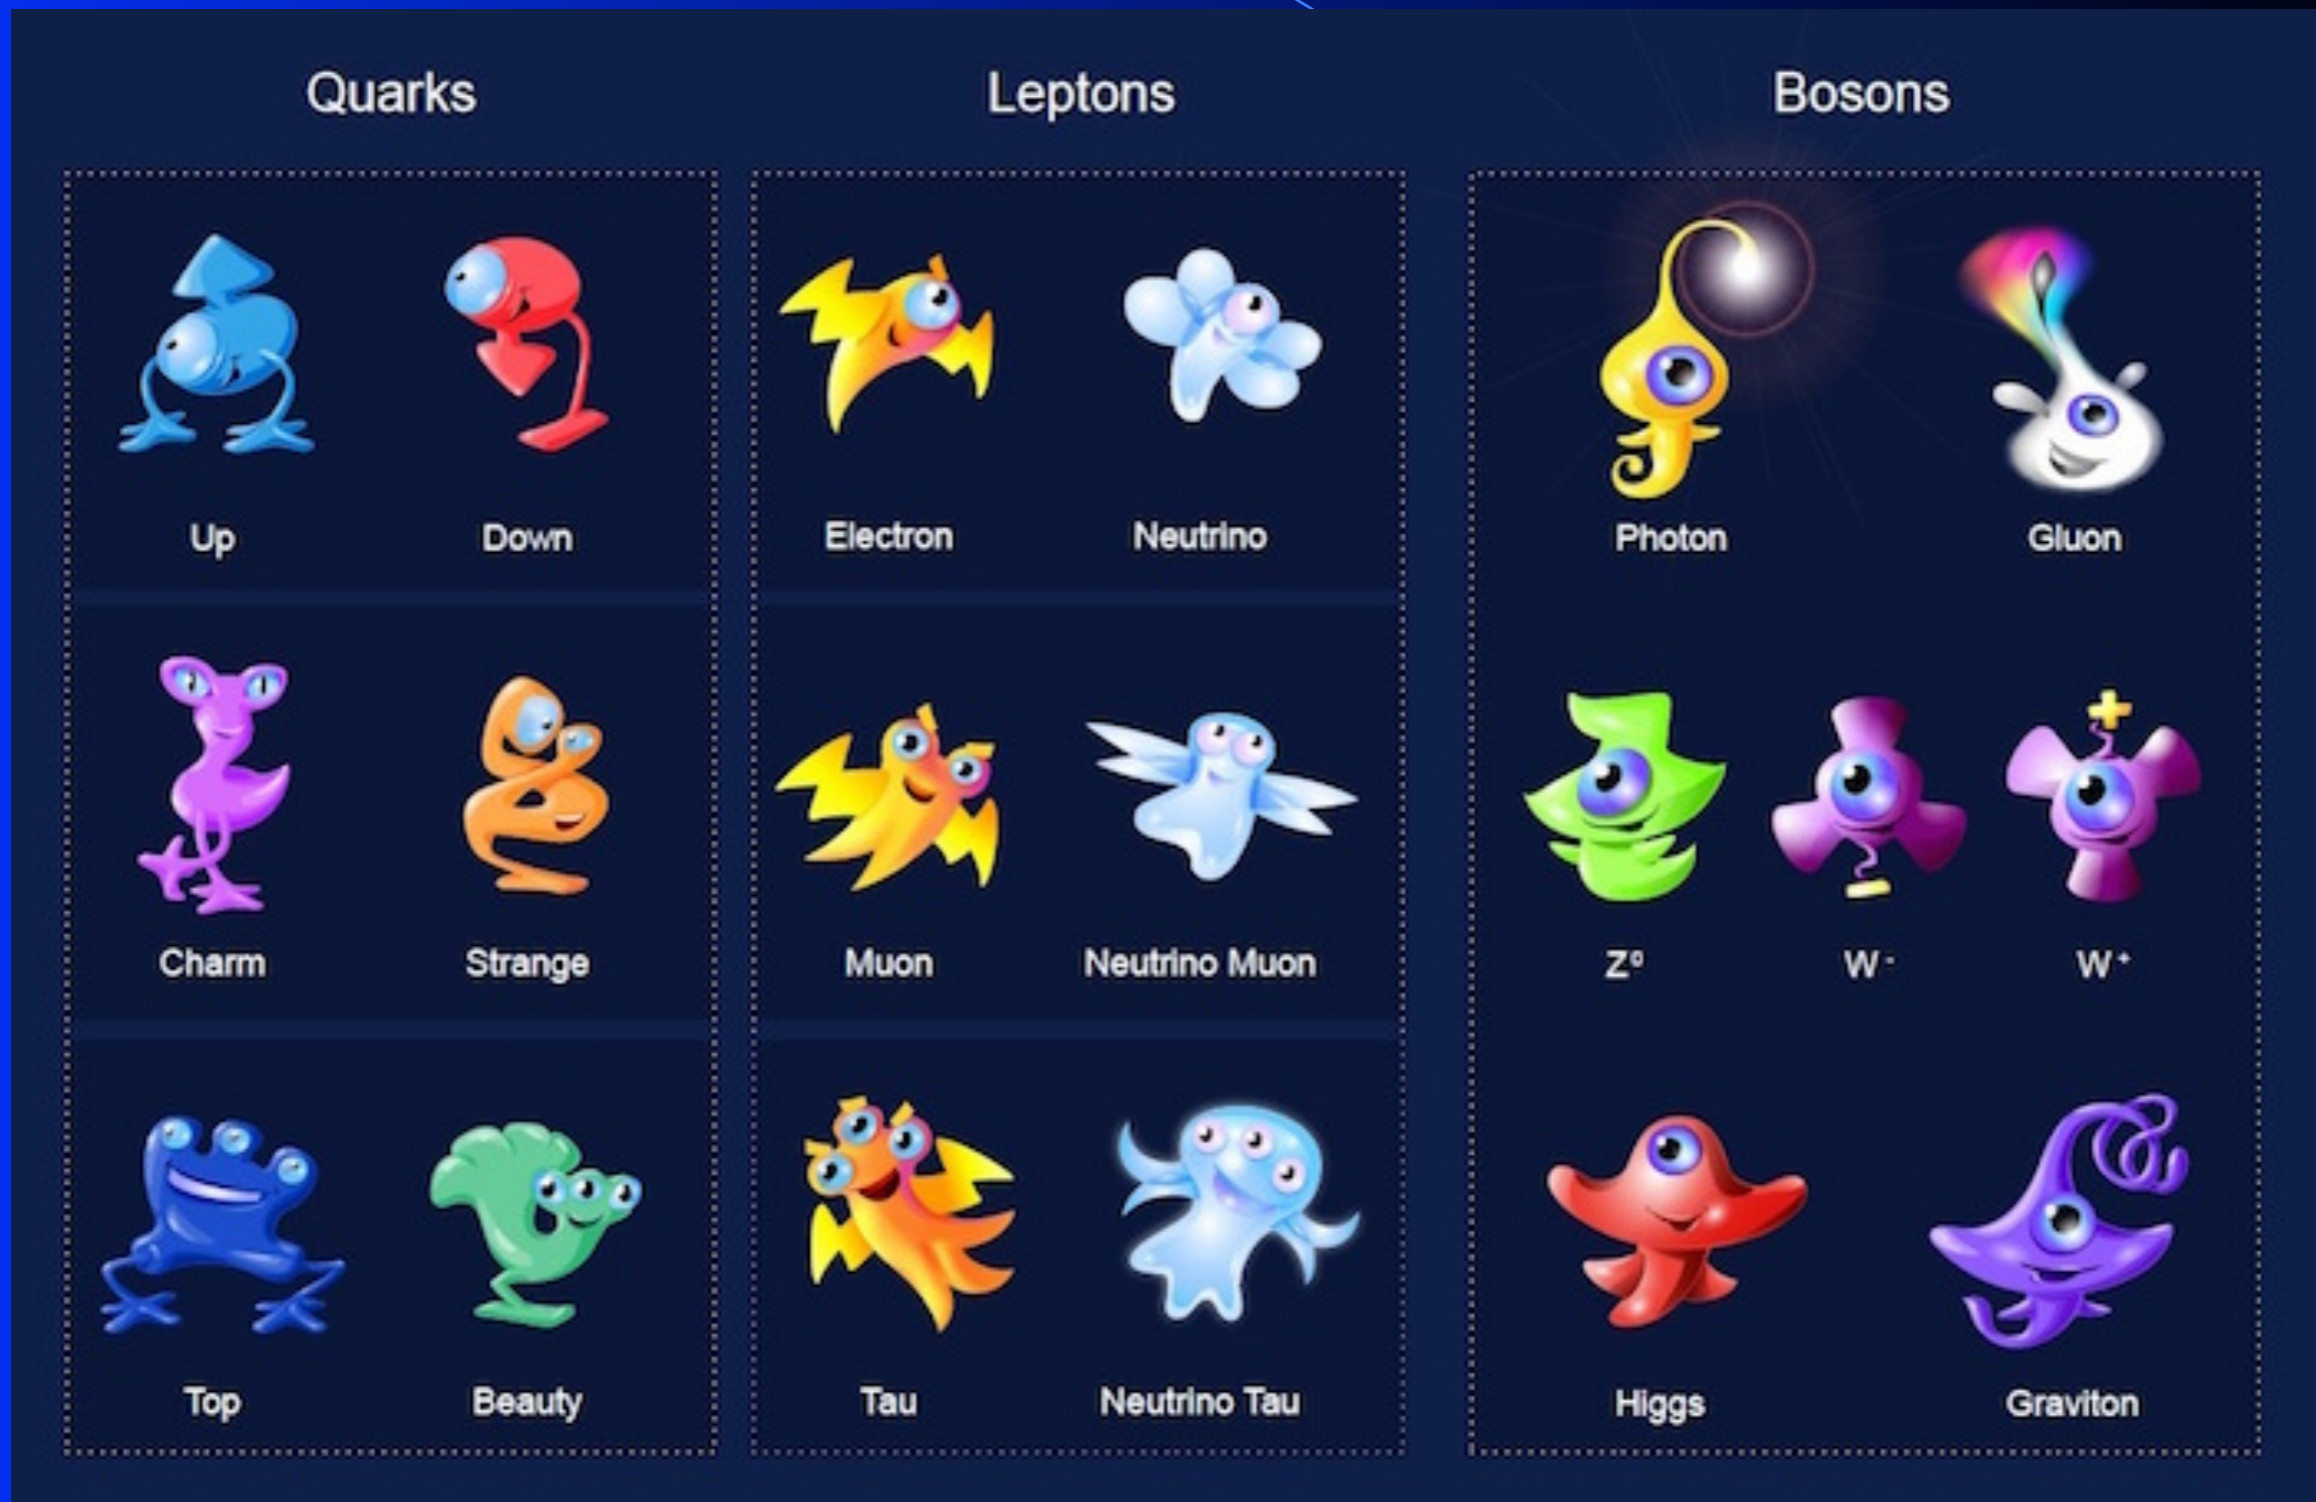 Quarks
Leptons
Bosons
Up
Down
Electron
Neutrino
Photon
Gluon
Charm
Strange
Muon
Neutrino Muon
Z⁰
W⁻
W⁺
Top
Beauty
Tau
Neutrino Tau
Higgs
Graviton